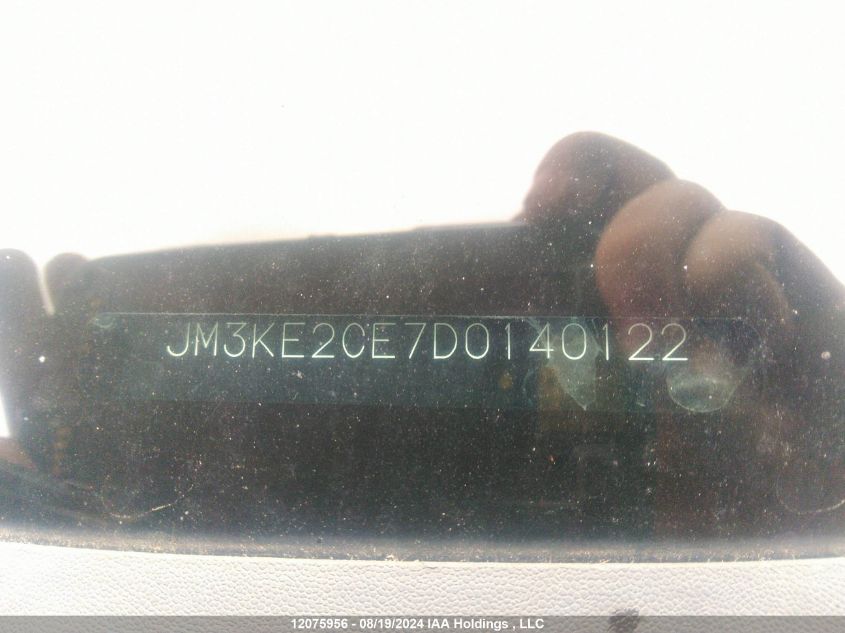 JM3KE2CE7D0140122
12075956 - 08/19/2024 IAA Holdings , LLC